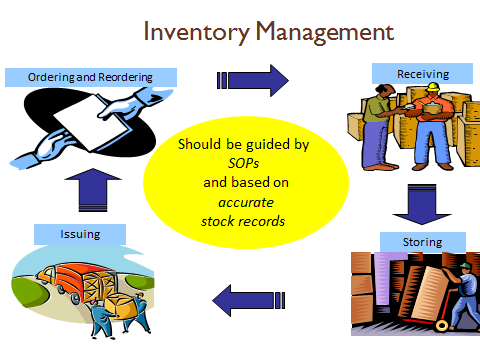 Inventory Management
Ordering and Reordering
Receiving
Should be guided by
SOPs
and based on
accurate
stock records
Issuing
Storing